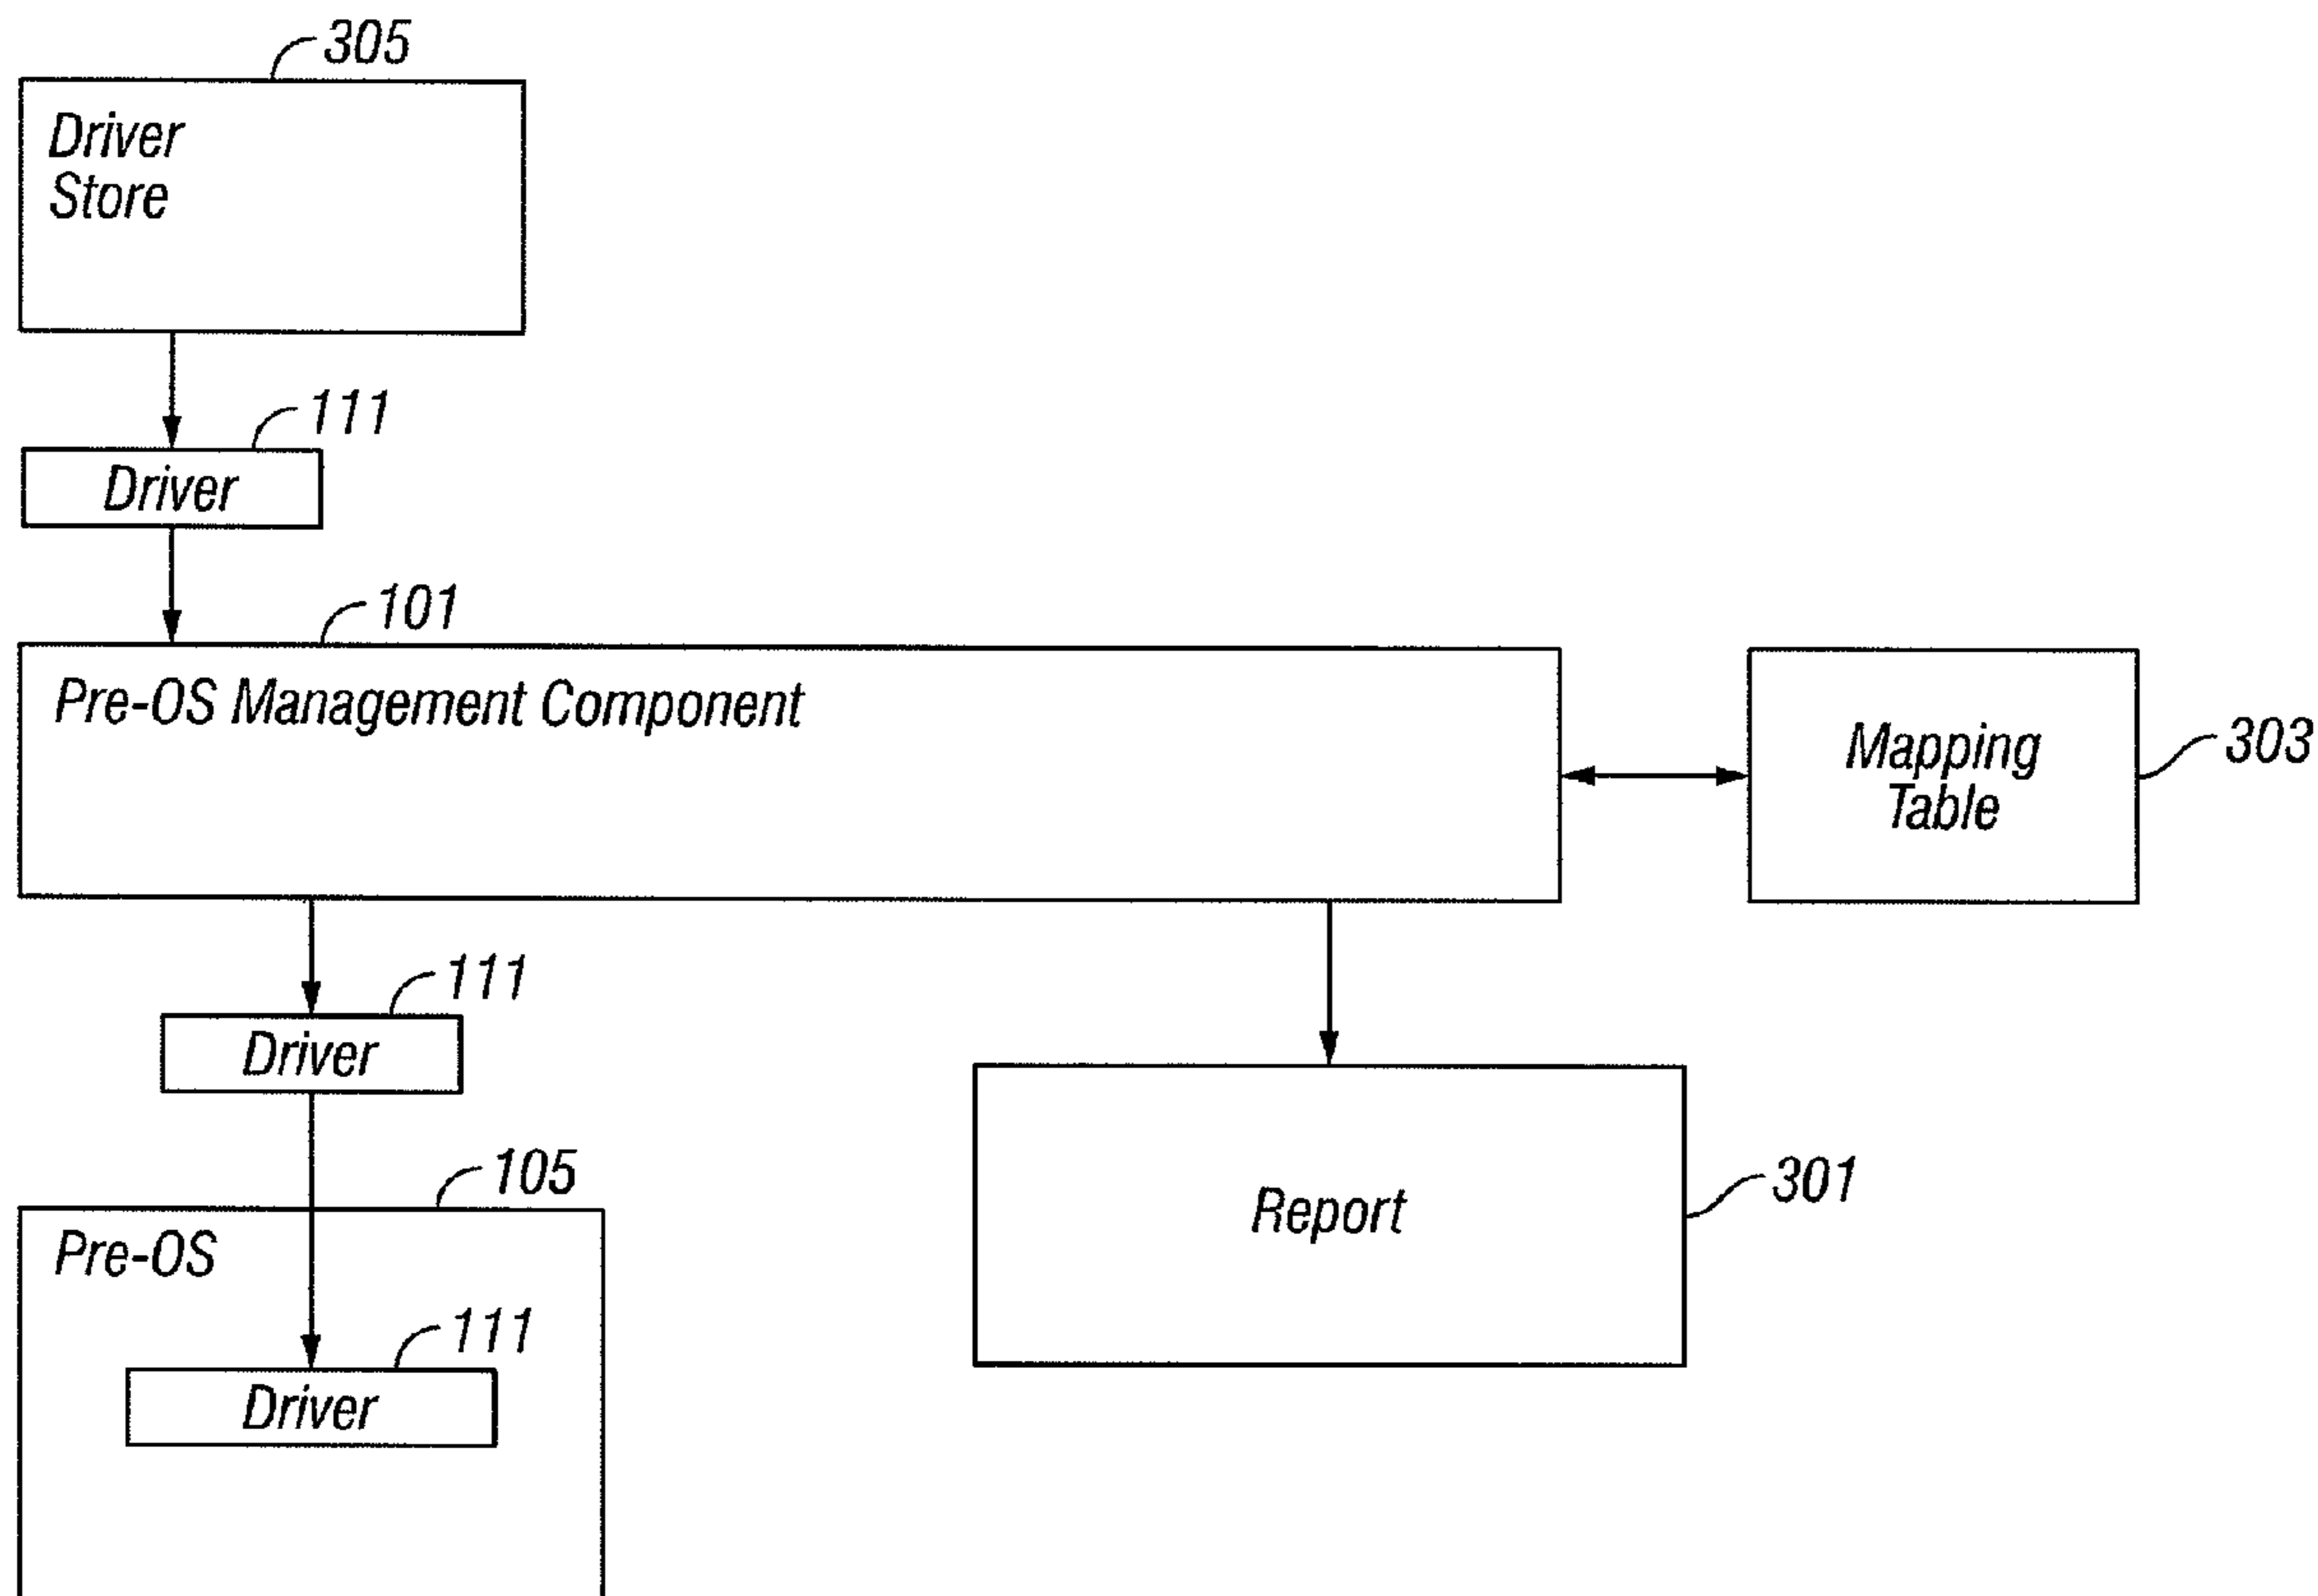 305
Driver
Store
111
Driver
101
Pre-OS Management Component
Mapping
Table
303
111
Driver
105
Pre-OS
Report
301
111
Driver